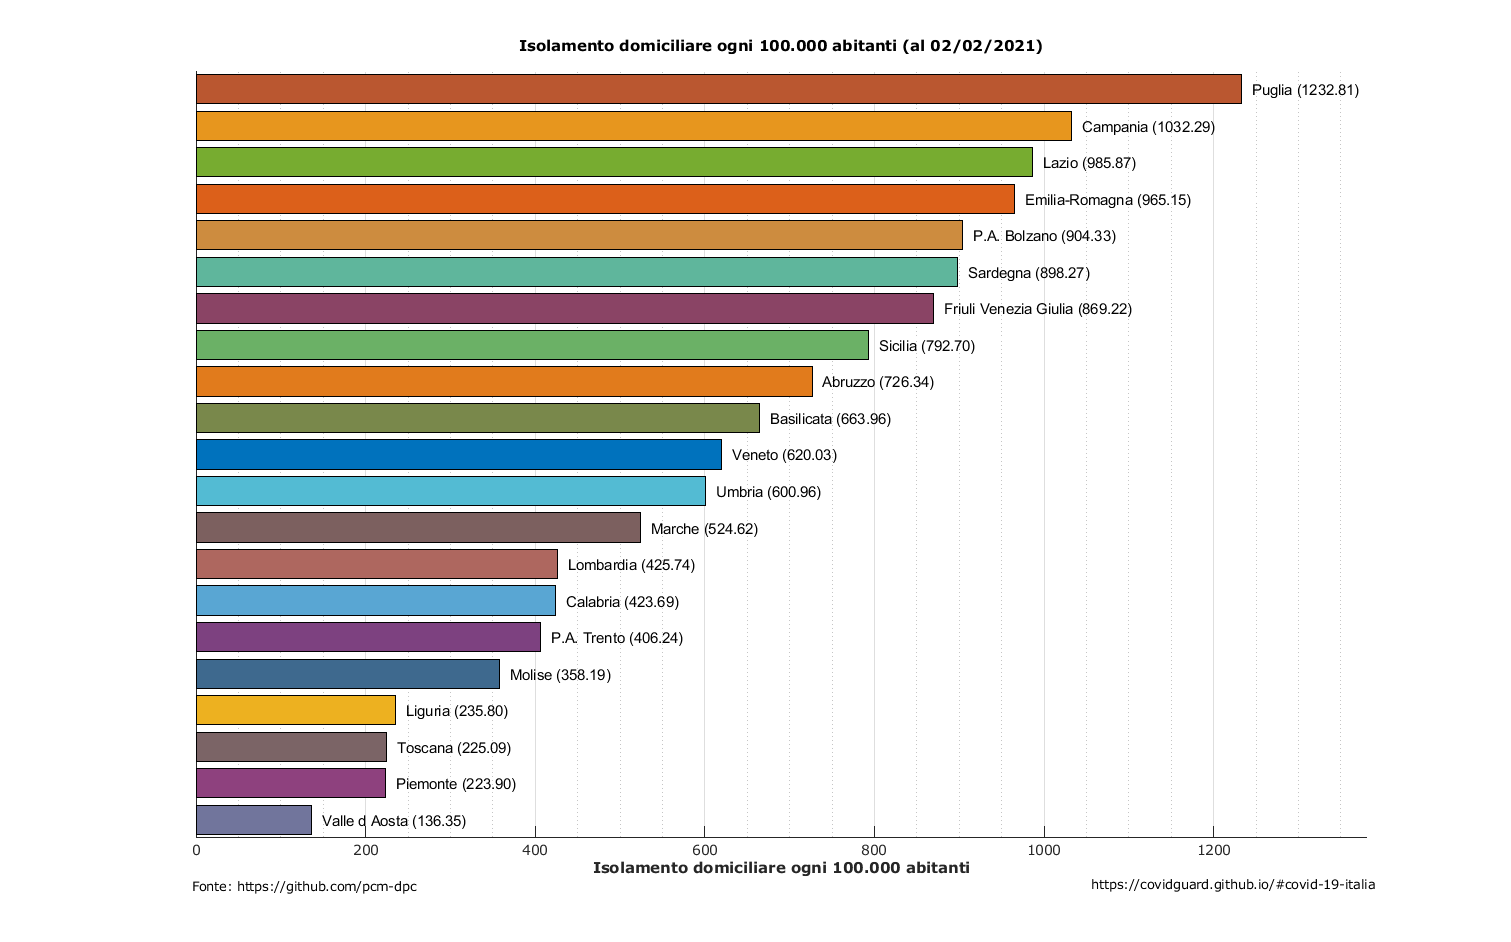 Isolamento domiciliare ogni 100.000 abitanti (al 02/02/2021)
Puglia (1232.81)
Campania (1032.29)
Lazio (985.87)
Emilia-Romagna (965.15)
P.A. Bolzano (904.33)
Sardegna (898.27)
Friuli Venezia Giulia (869.22)
Sicilia (792.70)
Abruzzo (726.34)
Basilicata (663.96)
Veneto (620.03)
Umbria (600.96)
Marche (524.62)
Lombardia (425.74)
Calabria (423.69)
P.A. Trento (406.24)
Molise (358.19)
Liguria (235.80)
Toscana (225.09)
Piemonte (223.90)
Valle d Aosta (136.35)
0 200 400 600 800 1000 1200
Isolamento domiciliare ogni 100.000 abitanti
Fonte: https://github.com/pcm-dpc
https://covidguard.github.io/#covid-19-italia